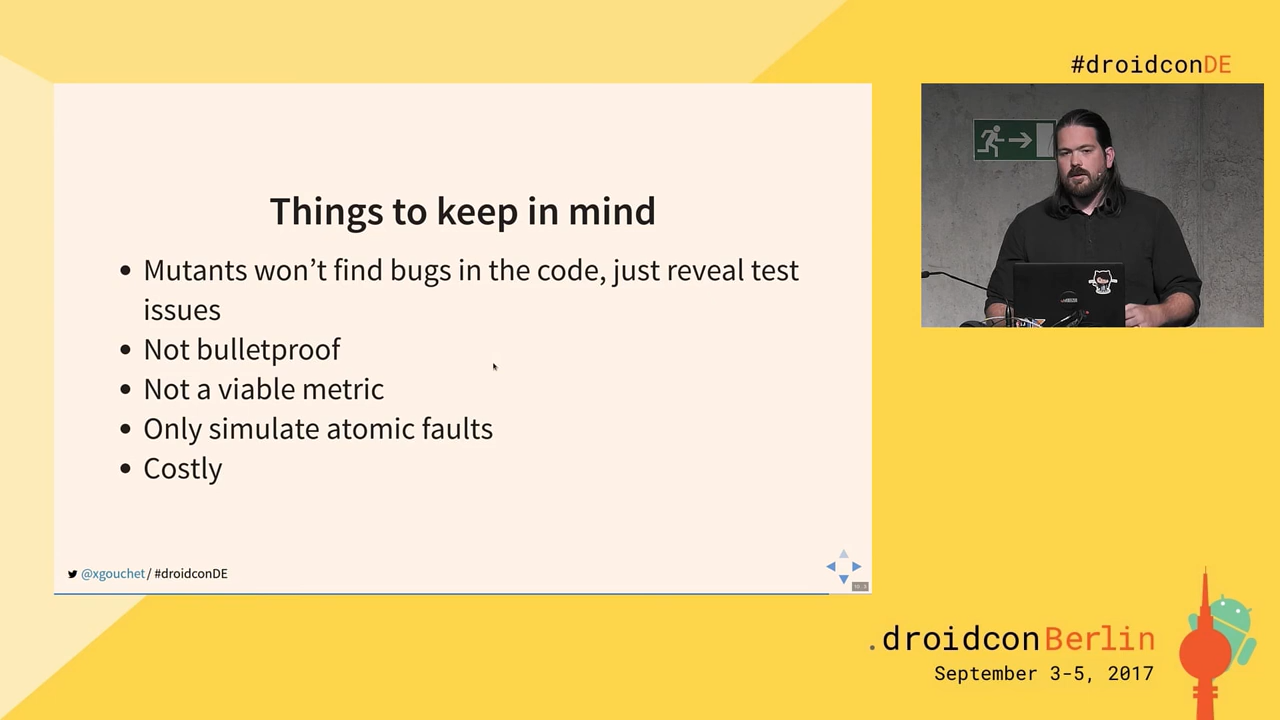 #droidconDE
Things to keep in mind
• Mutants won’t find bugs in the code, just reveal test
issues
• Not bulletproof
• Not a viable metric
• Only simulate atomic faults
• Costly
@xgouchet / #droidconDE
.droidconBerlin
September 3-5, 2017